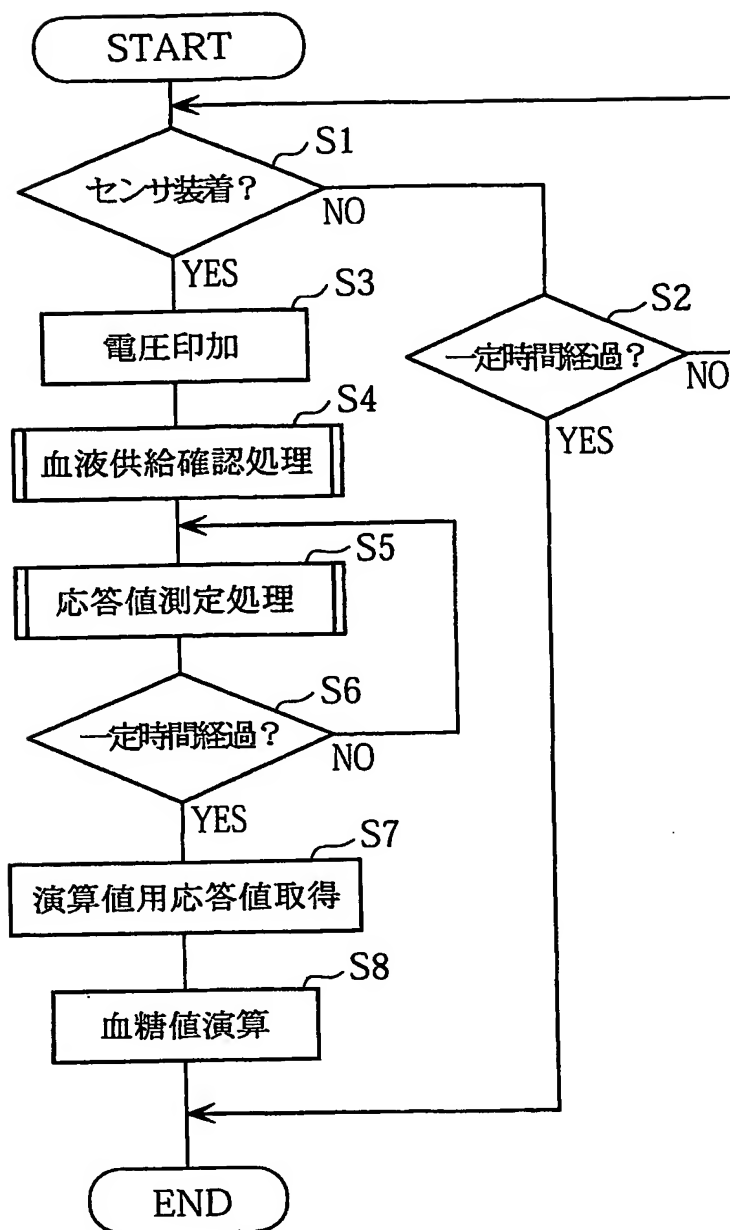 START
S1
センサ装着?
NO
YES
S3
電圧印加
S2
一定時間経過?
NO
YES
S4
血液供給確認処理
S5
応答値測定処理
S6
一定時間経過?
NO
YES
S7
演算値用応答値取得
S8
血糖値演算
END